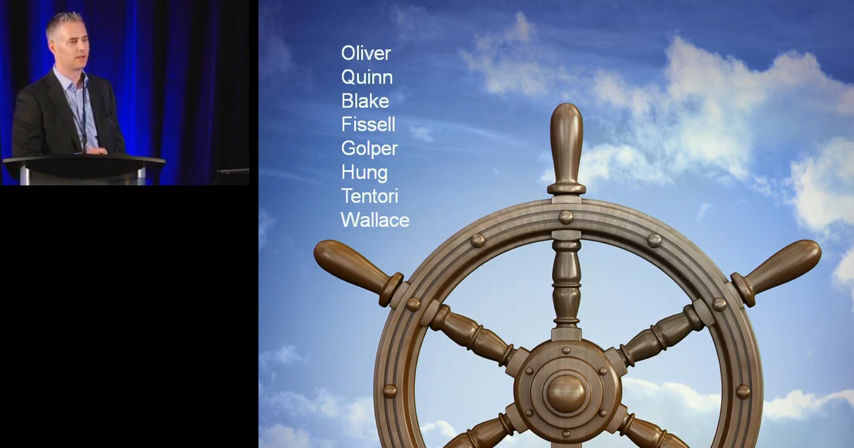 Oliver
Quinn
Blake
Fissell
Golper
Hung
Tentori
Wallace